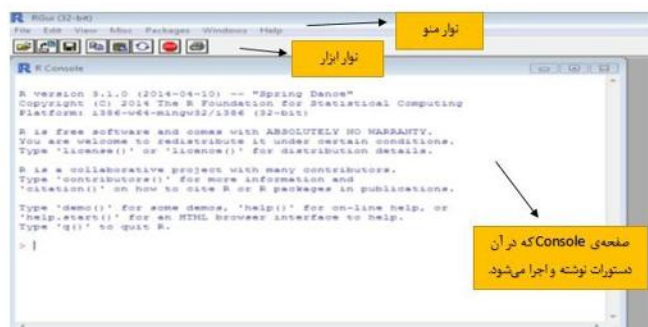 RGui (32-bit)
File Edit View Misc Packages Windows Help
نوار منو
نوار ابزار
R Console
R version 3.1.0 (2014-04-10) -- "Spring Dance"
Copyright (C) 2014 The R Foundation for Statistical Computing
Platform: i386-w64-mingw32/i386 (32-bit)
R is free software and comes with ABSOLUTELY NO WARRANTY.
You are welcome to redistribute it under certain conditions.
Type 'license()' or 'licence()' for distribution details.
R is a collaborative project with many contributors.
Type 'contributors()' for more information and
'citation()' on how to cite R or R packages in publications.
Type 'demo()' for some demos, 'help()' for on-line help, or
'help.start()' for an HTML browser interface to help.
Type 'q()' to quit R.
>
صفحه‌ی Console که در آن
دستورات نوشته و اجرا می‌شود.